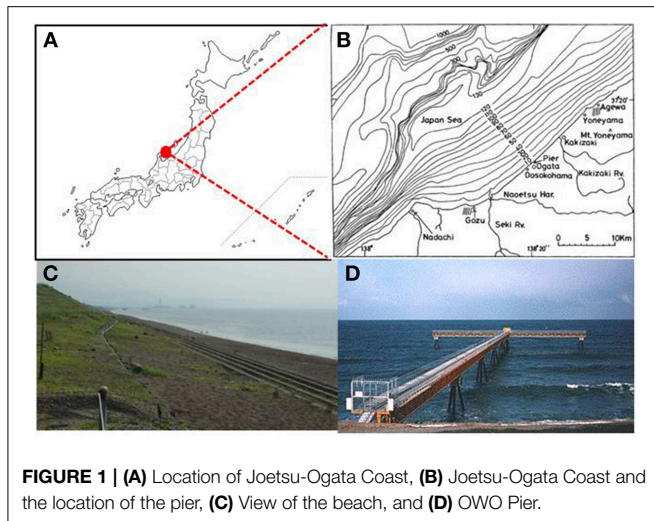 A
B
1000
500
Japan Sea
37°20'
Agewa
Yoneyama
Mt. Yoneyama
Kakizaki
Pier
Ogata
Dosokohama
Kakizaki Rv.
Naoetsu Har.
Gozu
Seki Rv.
Nadachi
138°
138°20'
0 5 10Km
C
D
FIGURE 1 | (A) Location of Joetsu-Ogata Coast, (B) Joetsu-Ogata Coast and
the location of the pier, (C) View of the beach, and (D) OWO Pier.